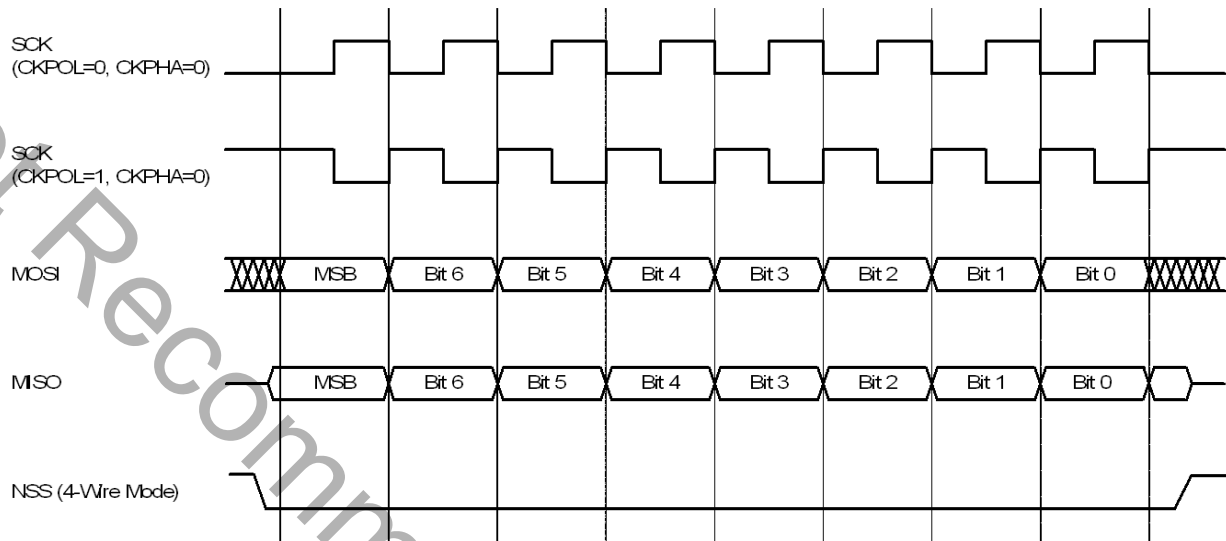 SCK
(CKPOL=0, CKPHA=0)
SCK
(CKPOL=1, CKPHA=0)
MOSI MSB Bit 6 Bit 5 Bit 4 Bit 3 Bit 2 Bit 1 Bit 0
MISO MSB Bit 6 Bit 5 Bit 4 Bit 3 Bit 2 Bit 1 Bit 0
NSS (4-Wire Mode)